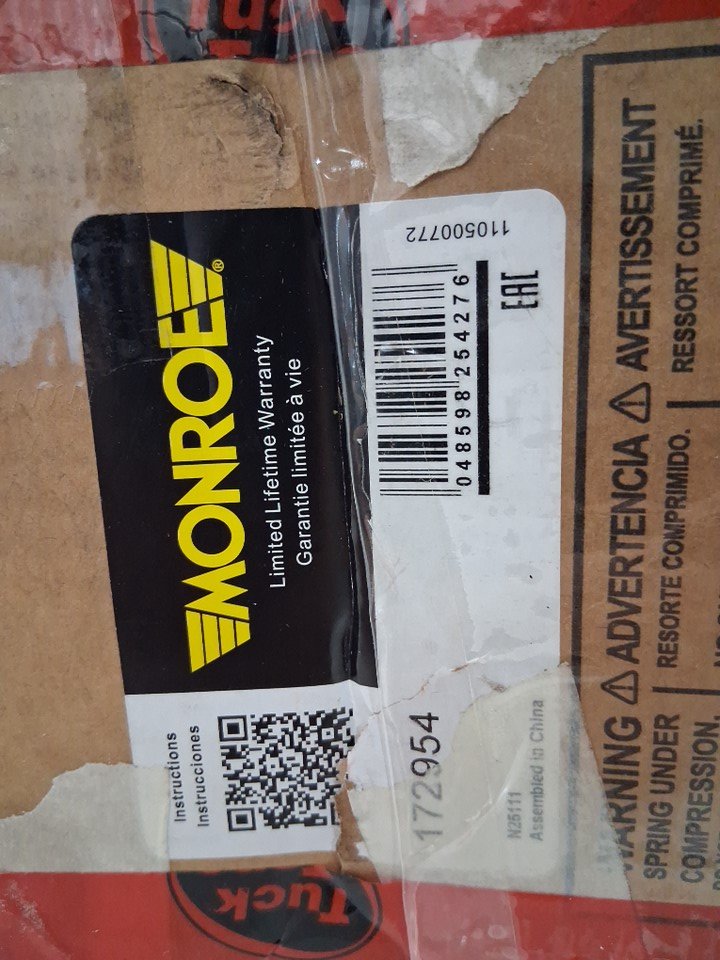 MONROE®
Limited Lifetime Warranty
Garantie limitée à vie
Instructions
Instrucciones
110500772
048598254276
EAC
172954
N25111
Assembled in China
WARNING ⚠ ADVERTENCIA ⚠ AVERTISSEMENT
SPRING UNDER
COMPRESSION.
RESORTE COMPRIMIDO.
RESSORT COMPRIMÉ.
Tuck